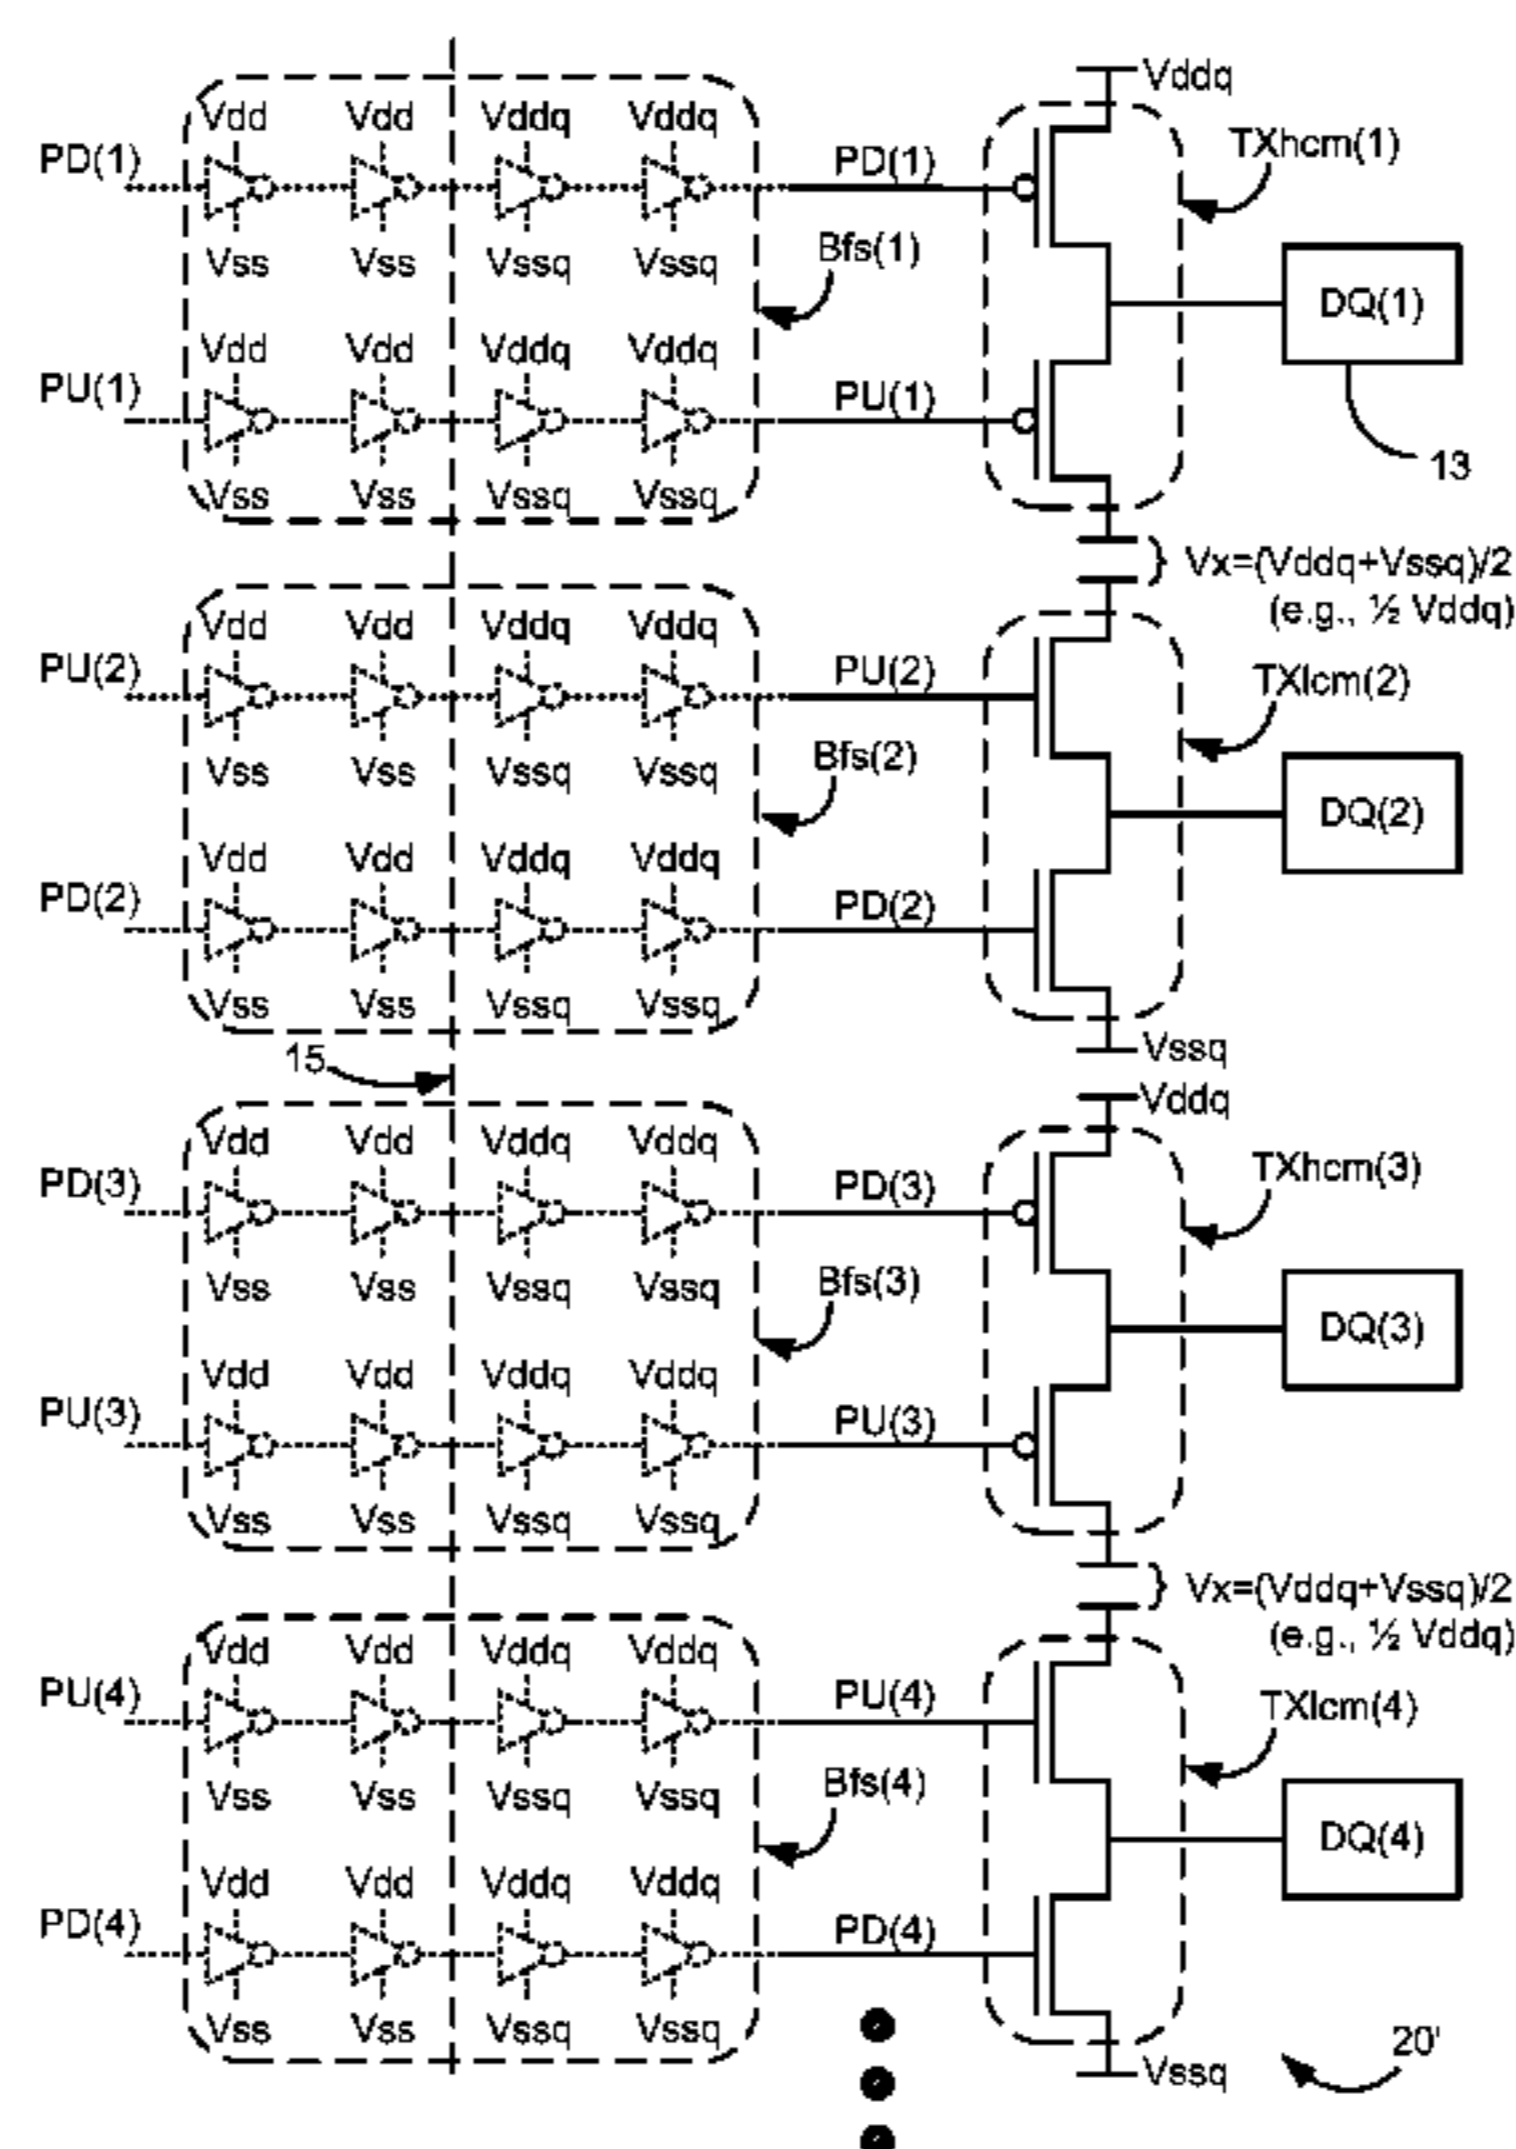 Vddq
Vdd Vdd Vddq Vddq
PD(1) PD(1) TXhcm(1)
Vss Vss Vssq Vssq
Bfs(1)
DQ(1)
Vdd Vdd Vddq Vddq
PU(1) PU(1)
13
Vss Vss Vssq Vssq
Vx=(Vddq+Vssq)/2
(e.g., ½ Vddq)
Vdd Vdd Vddq Vddq
PU(2) PU(2) TXlcm(2)
Vss Vss Vssq Vssq
Bfs(2)
DQ(2)
Vdd Vdd Vddq Vddq
PD(2) PD(2)
Vss Vss Vssq Vssq
15
Vssq
Vddq
Vdd Vdd Vddq Vddq
PD(3) PD(3) TXhcm(3)
Vss Vss Vssq Vssq
Bfs(3)
DQ(3)
Vdd Vdd Vddq Vddq
PU(3) PU(3)
Vss Vss Vssq Vssq
Vx=(Vddq+Vssq)/2
(e.g., ½ Vddq)
Vdd Vdd Vddq Vddq
PU(4) PU(4) TXlcm(4)
Vss Vss Vssq Vssq
Bfs(4)
DQ(4)
Vdd Vdd Vddq Vddq
PD(4) PD(4)
Vss Vss Vssq Vssq
20'
Vssq